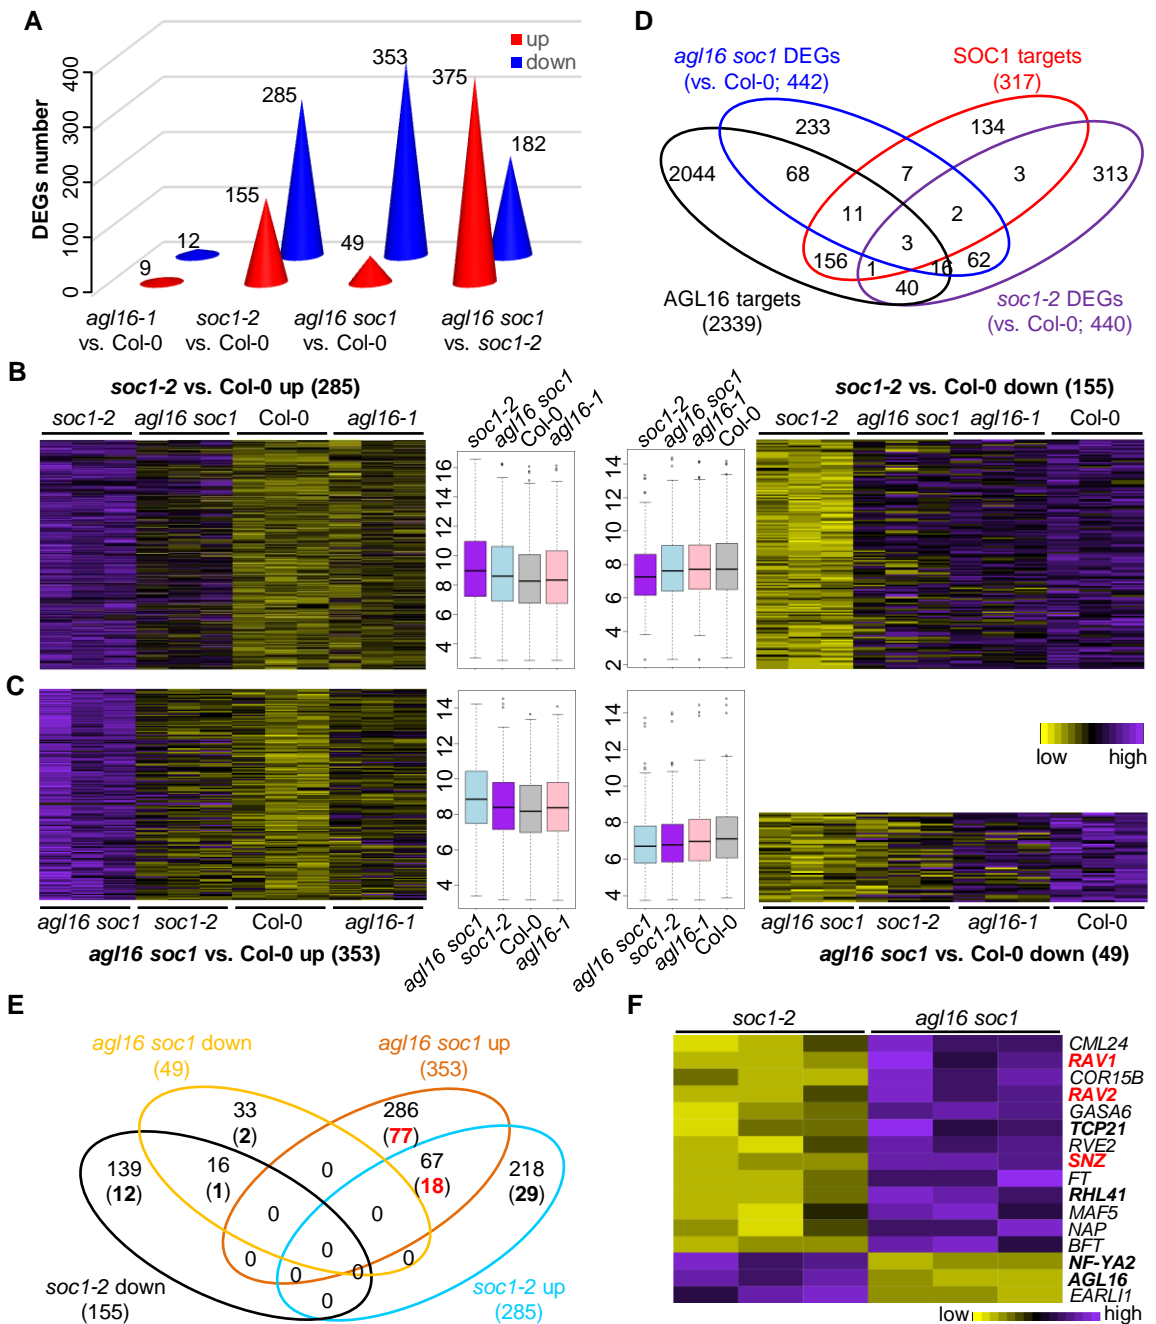 A
up
down
DEGs number
400
300
200
100
0
9
12
155
285
49
353
375
182
agl16-1
vs. Col-0
soc1-2
vs. Col-0
agl16 soc1
vs. Col-0
agl16 soc1
vs. soc1-2
D
agl16 soc1 DEGs
(vs. Col-0; 442)
SOC1 targets
(317)
233
134
2044
68
7
3
313
11
2
3
156
1
16
62
40
AGL16 targets
(2339)
soc1-2 DEGs
(vs. Col-0; 440)
B
soc1-2 vs. Col-0 up (285)
soc1-2
agl16 soc1
Col-0
agl16-1
soc1-2
agl16 soc1
Col-0
agl16-1
16
14
12
10
8
6
4
soc1-2
agl16 soc1
agl16-1
Col-0
14
12
10
8
6
4
2
soc1-2 vs. Col-0 down (155)
soc1-2
agl16 soc1
agl16-1
Col-0
C
agl16 soc1
soc1-2
Col-0
agl16-1
agl16 soc1 vs. Col-0 up (353)
14
12
10
8
6
4
agl16 soc1
soc1-2
Col-0
agl16-1
14
12
10
8
6
4
agl16 soc1
soc1-2
agl16-1
Col-0
low
high
agl16 soc1
soc1-2
agl16-1
Col-0
agl16 soc1 vs. Col-0 down (49)
E
agl16 soc1 down
(49)
agl16 soc1 up
(353)
33
(2)
286
(77)
139
(12)
16
(1)
0
67
(18)
218
(29)
0
0
0
0
0
0
0
0
soc1-2 down
(155)
soc1-2 up
(285)
F
soc1-2
agl16 soc1
CML24
RAV1
COR15B
RAV2
GASA6
TCP21
RVE2
SNZ
FT
RHL41
MAF5
NAP
BFT
NF-YA2
AGL16
EARLI1
low
high